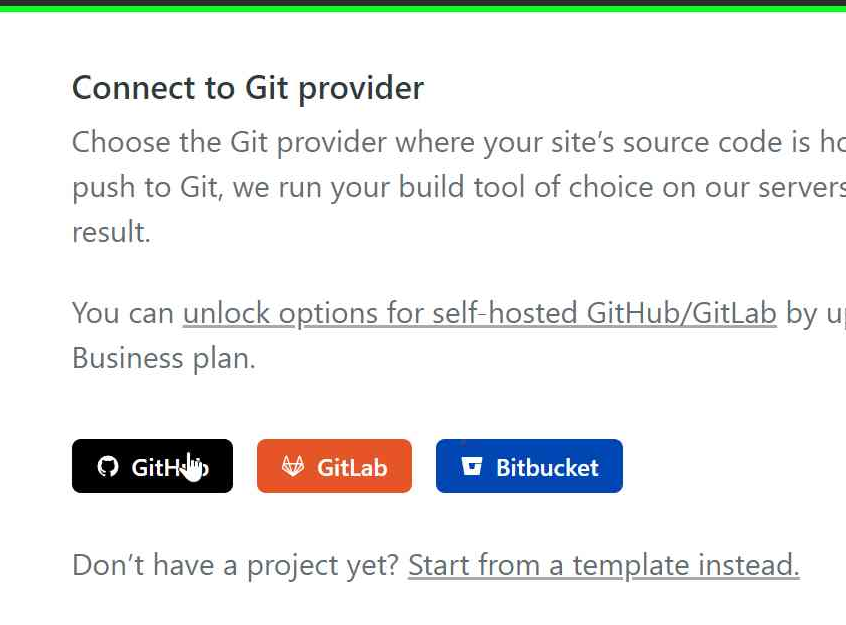 Connect to Git provider
Choose the Git provider where your site's source code is
push to Git, we run your build tool of choice on our servers
result.
You can unlock options for self-hosted GitHub/GitLab by
Business plan.
GitHub
GitLab
Bitbucket
Don't have a project yet? Start from a template instead.